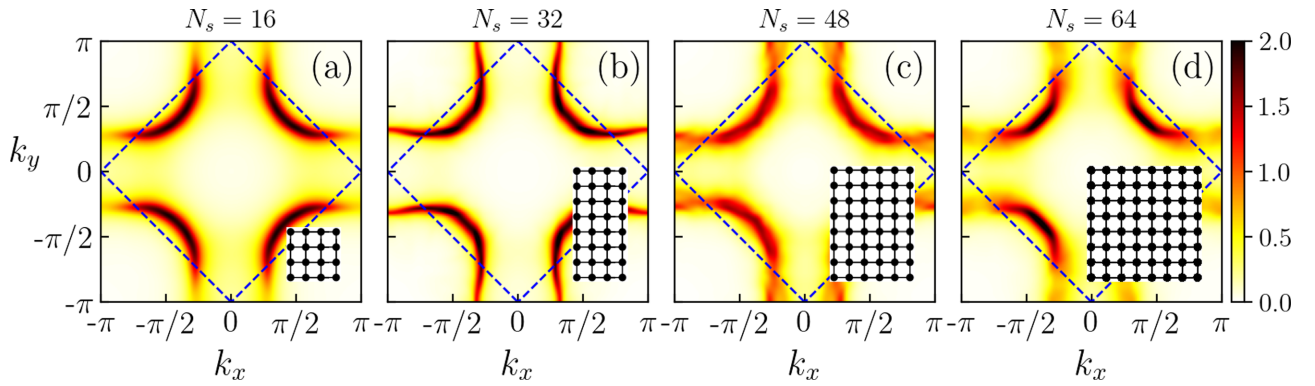 N_s = 16
N_s = 32
N_s = 48
N_s = 64
(a)
(b)
(c)
(d)
π
π/2
0
-π/2
-π
k_y
-π -π/2 0 π/2 π
-π -π/2 0 π/2 π
-π -π/2 0 π/2 π
-π -π/2 0 π/2 π
k_x
k_x
k_x
k_x
2.0
1.5
1.0
0.5
0.0